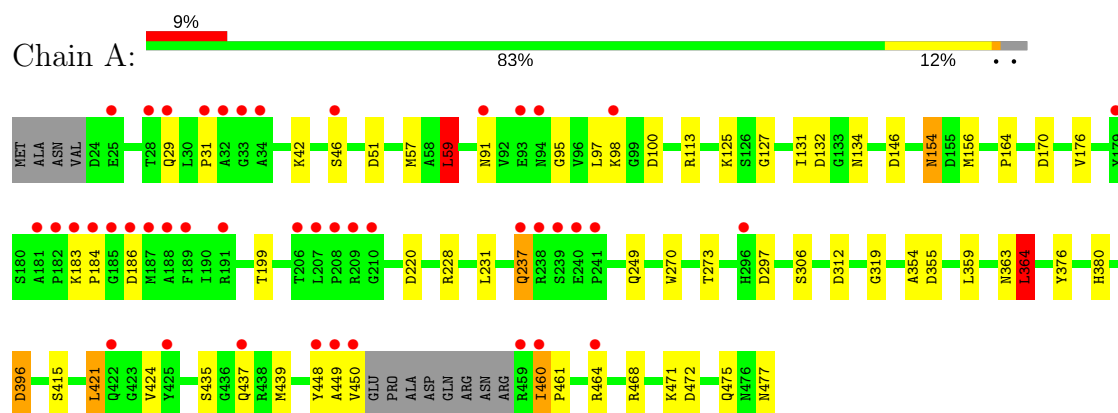 9%
Chain A:
83% 12% • •
MET ALA ASN VAL D24 E25 T28 Q29 L30 P31 A32 G33 A34 K42 S46 D51 M57 A58 L59 N91 V92 E93 N94 G95 V96 L97 K98 G99 D100 R113 K125 S126 G127 I131 D132 G133 N134 D146 N154 D155 M156 P164 D170 V176 Y179
S180 A181 P182 K183 P184 G185 D186 M187 A188 F189 I190 R191 T199 T206 L207 P208 R209 G210 D220 R228 L231 Q237 R238 S239 E240 P241 Q249 W270 T273 H296 D297 S306 D312 G319 A354 D355 L359 N363 L364 Y376 H380
D396 S415 L421 Q422 G423 V424 Y425 S435 G436 Q437 R438 M439 Y448 A449 V450 GLU PRO ALA ASP GLN ARG ASN ARG R459 I460 P461 R464 R468 K471 D472 Q475 N476 N477